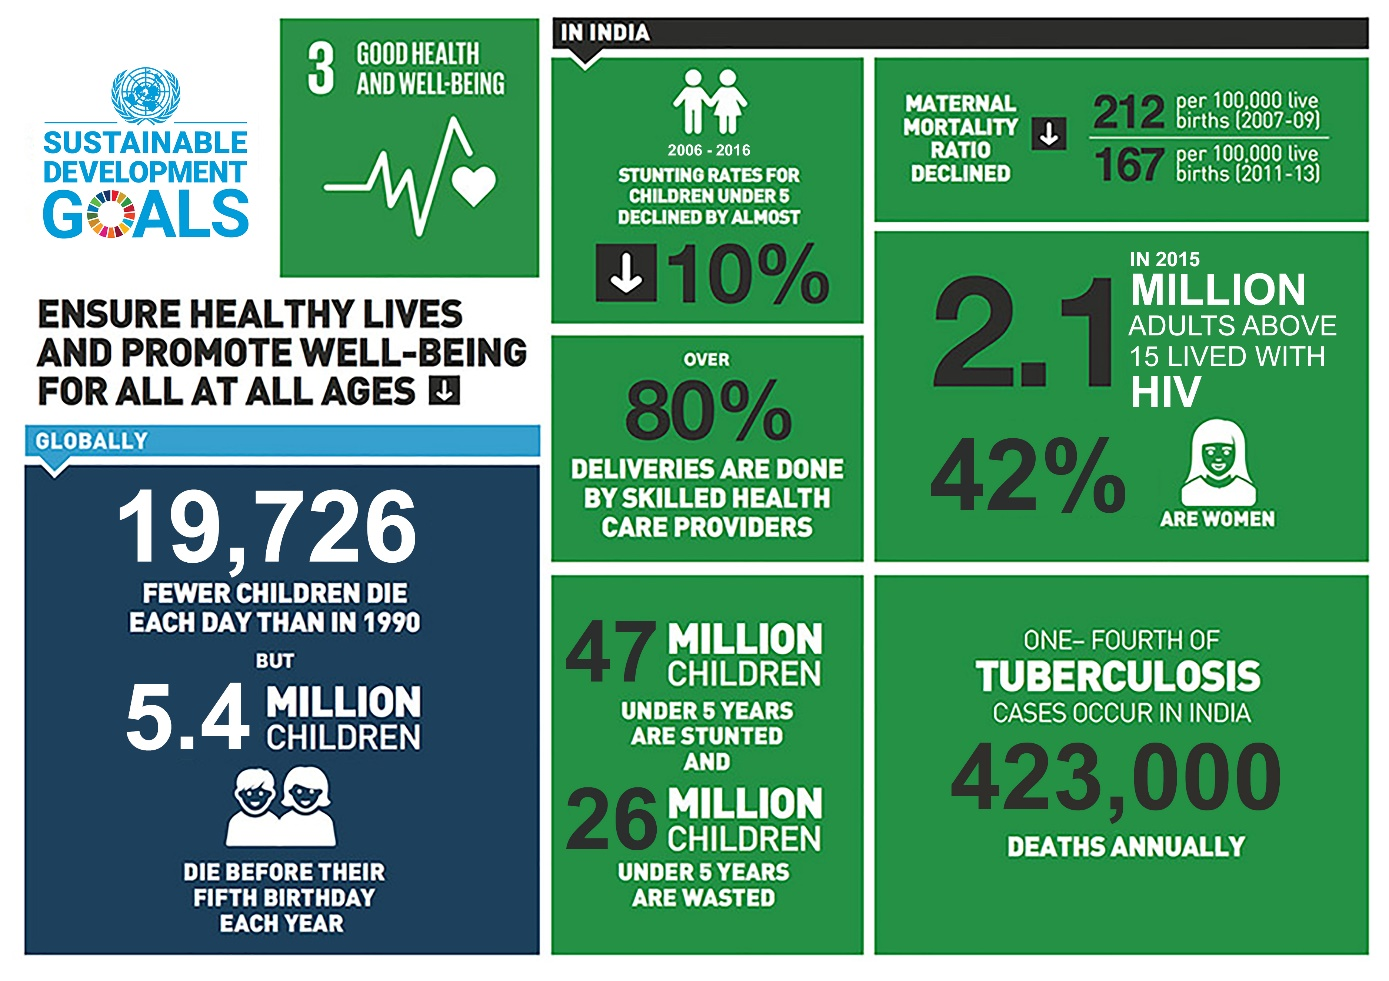 SUSTAINABLE
DEVELOPMENT
GOALS
3 GOOD HEALTH
AND WELL-BEING
ENSURE HEALTHY LIVES
AND PROMOTE WELL-BEING
FOR ALL AT ALL AGES
GLOBALLY
19,726
FEWER CHILDREN DIE
EACH DAY THAN IN 1990
BUT
5.4 MILLION
CHILDREN
DIE BEFORE THEIR
FIFTH BIRTHDAY
EACH YEAR
IN INDIA
2006 - 2016
STUNTING RATES FOR
CHILDREN UNDER 5
DECLINED BY ALMOST
10%
OVER
80%
DELIVERIES ARE DONE
BY SKILLED HEALTH
CARE PROVIDERS
47 MILLION
CHILDREN
UNDER 5 YEARS
ARE STUNTED
AND
26 MILLION
CHILDREN
UNDER 5 YEARS
ARE WASTED
MATERNAL
MORTALITY
RATIO
DECLINED
212 per 100,000 live
births (2007-09)
167 per 100,000 live
births (2011-13)
IN 2015
2.1 MILLION
ADULTS ABOVE
15 LIVED WITH
HIV
42%
ARE WOMEN
ONE– FOURTH OF
TUBERCULOSIS
CASES OCCUR IN INDIA
423,000
DEATHS ANNUALLY